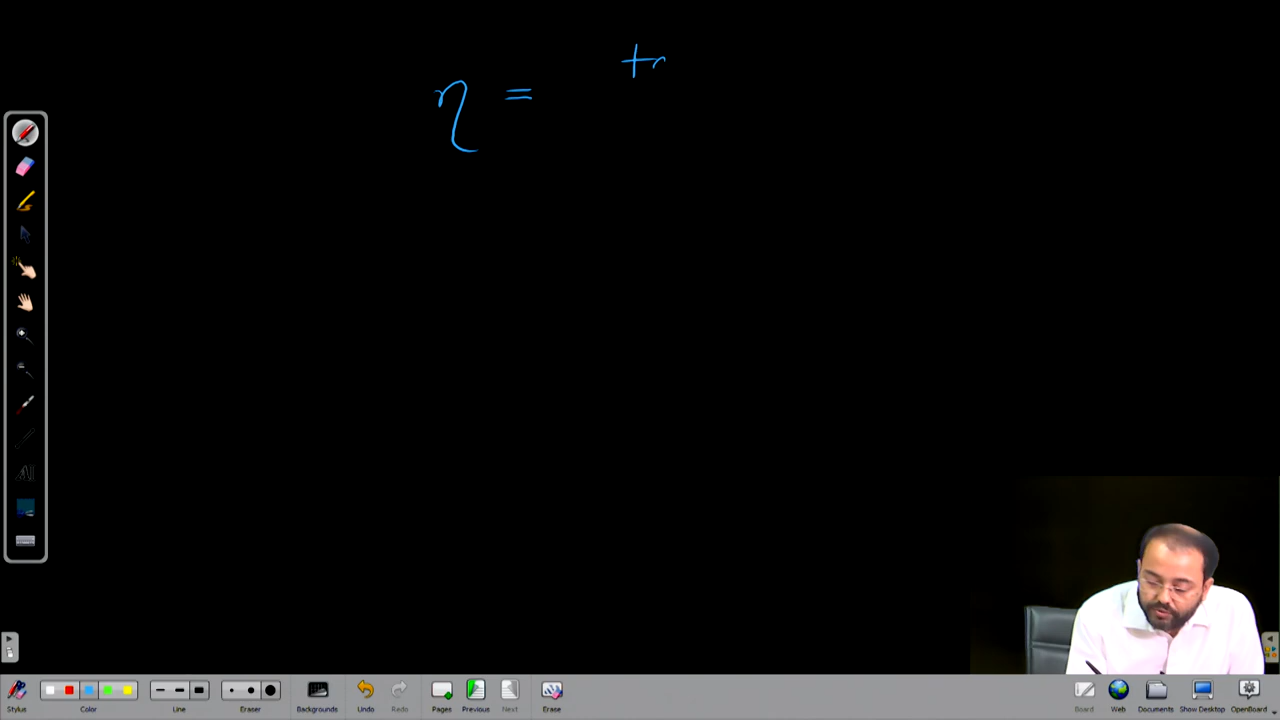 η = tr
Stylus
Color
Line
Eraser
Backgrounds
Undo
Redo
Pages
Previous
Next
Erase
Board
Web
Documents
Show Desktop
OpenBoard